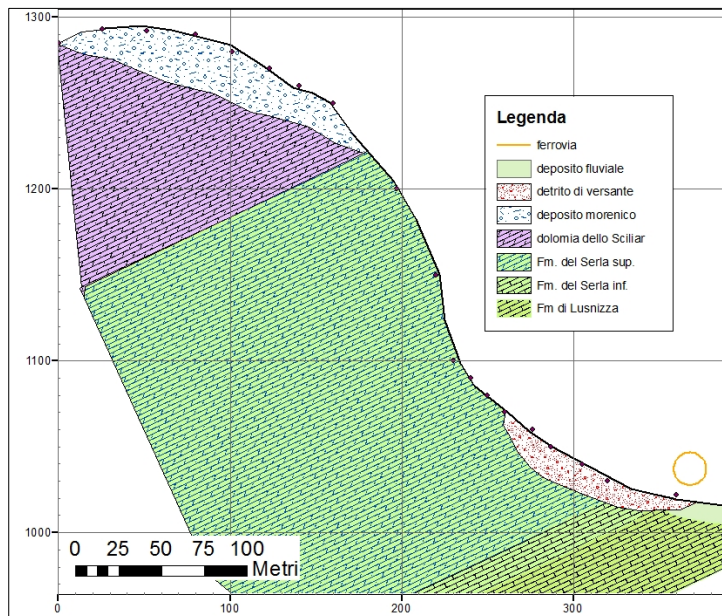 1300
1200
1100
1000
Legenda
ferrovia
deposito fluviale
detrito di versante
deposito morenico
dolomia dello Sciliar
Fm. del Serla sup.
Fm. del Serla inf.
Fm di Lusnizza
0 25 50 75 100
Metri
0 100 200 300